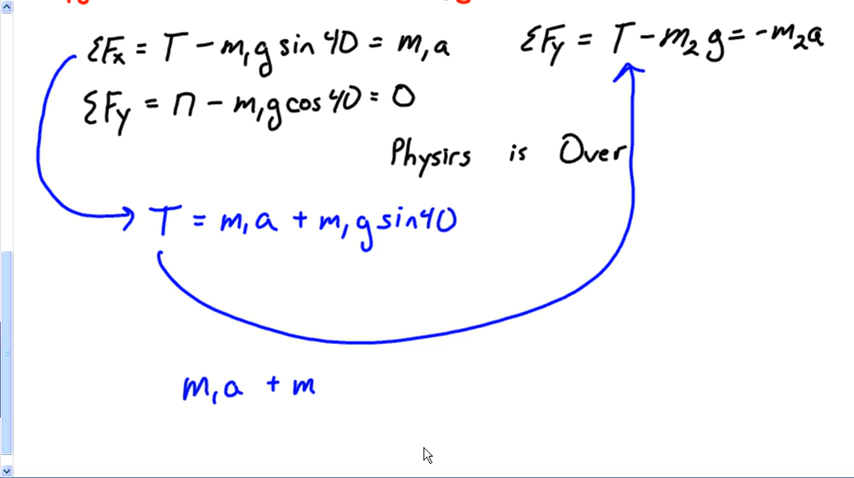 ΣFx = T - m₁g sin 40 = m₁a
ΣFy = T - m₂g = -m₂a
ΣFy = n - m₁g cos 40 = 0
Physics is Over
T = m₁a + m₁g sin 40
m₁a + m